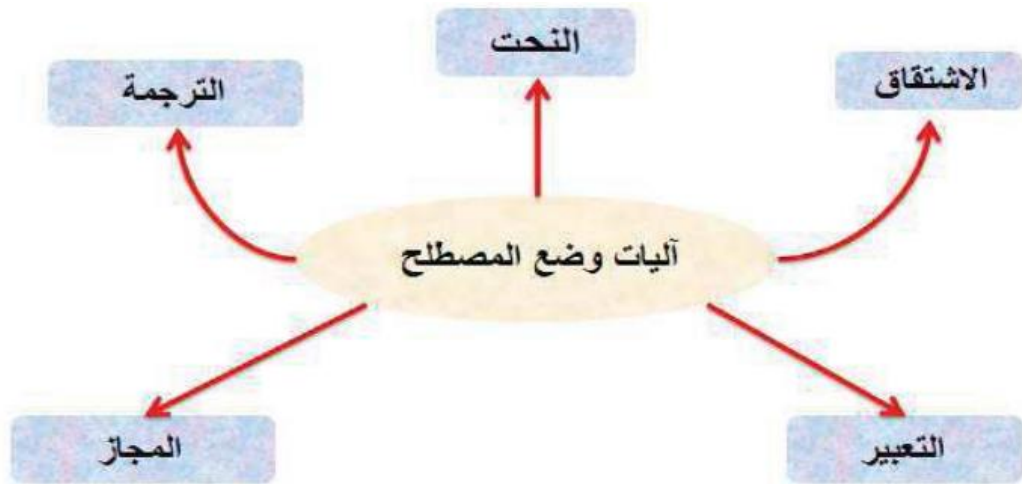 النحت
الاشتقاق
الترجمة
آليات وضع المصطلح
التعبير
المجاز